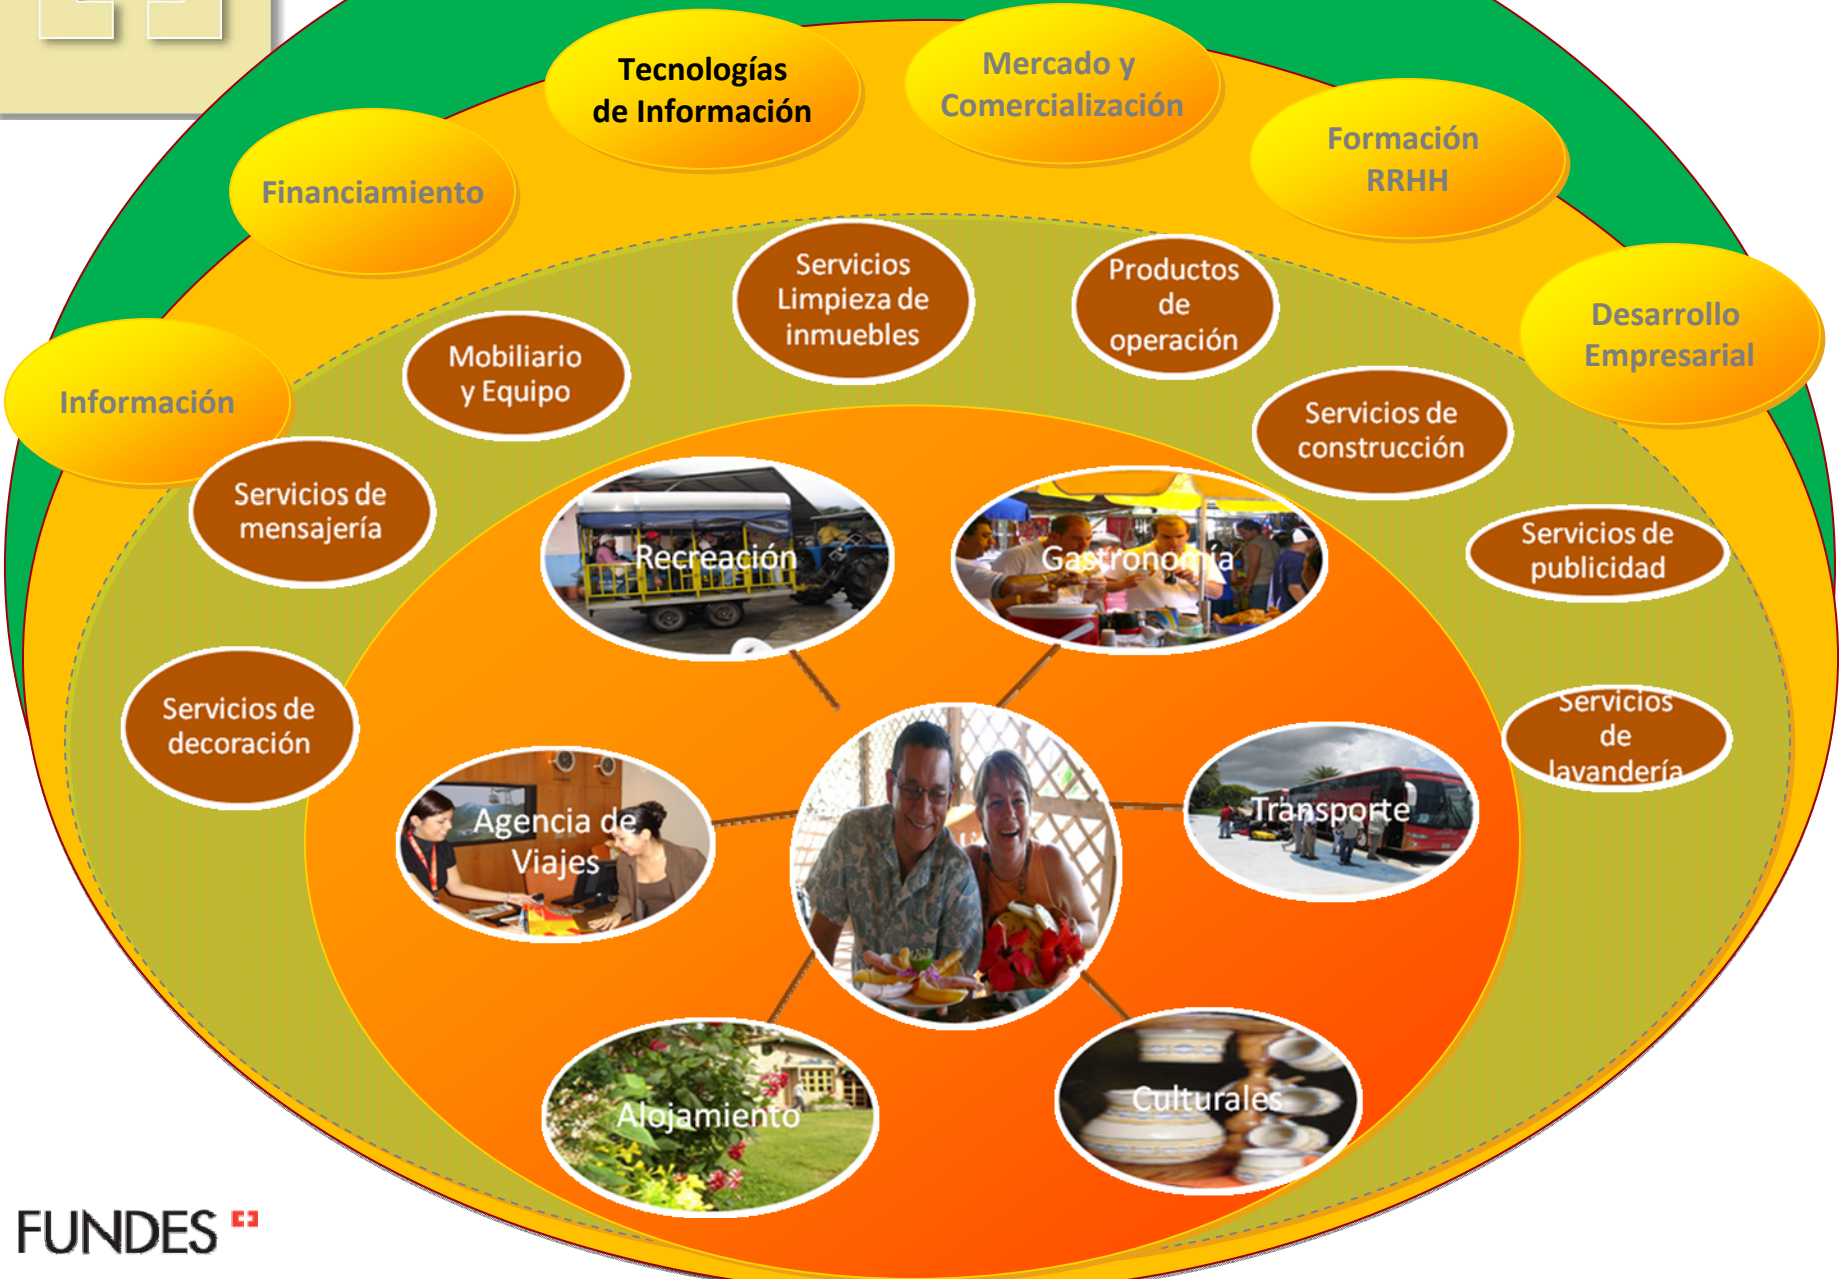 Tecnologías
de Información
Mercado y
Comercialización
Formación
RRHH
Financiamiento
Desarrollo
Empresarial
Información
Servicios
Limpieza de
inmuebles
Productos
de
operación
Mobiliario
y Equipo
Servicios de
construcción
Servicios de
mensajería
Servicios de
publicidad
Servicios de
decoración
Servicios
de
lavandería
Recreación
Gastronomía
Agencia de
Viajes
Transporte
Alojamiento
Culturales
FUNDES